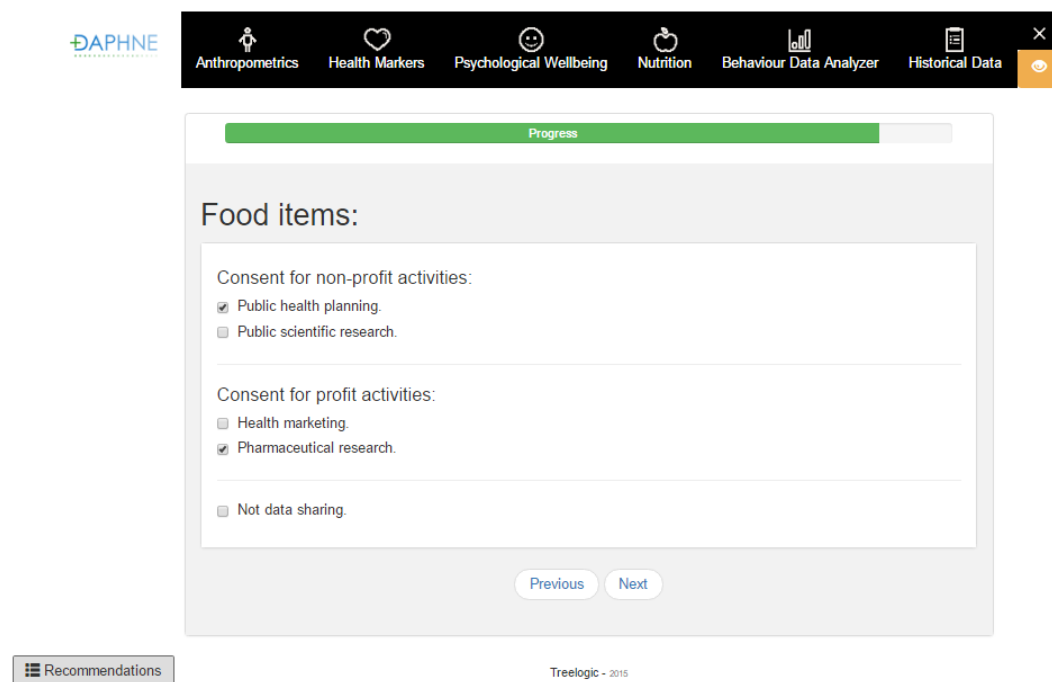 DAPHNE
Anthropometrics Health Markers Psychological Wellbeing Nutrition Behaviour Data Analyzer Historical Data
Progress
Food items:
Consent for non-profit activities:
Public health planning.
Public scientific research.
Consent for profit activities:
Health marketing.
Pharmaceutical research.
Not data sharing.
Previous Next
Recommendations
Treelogic - 2015